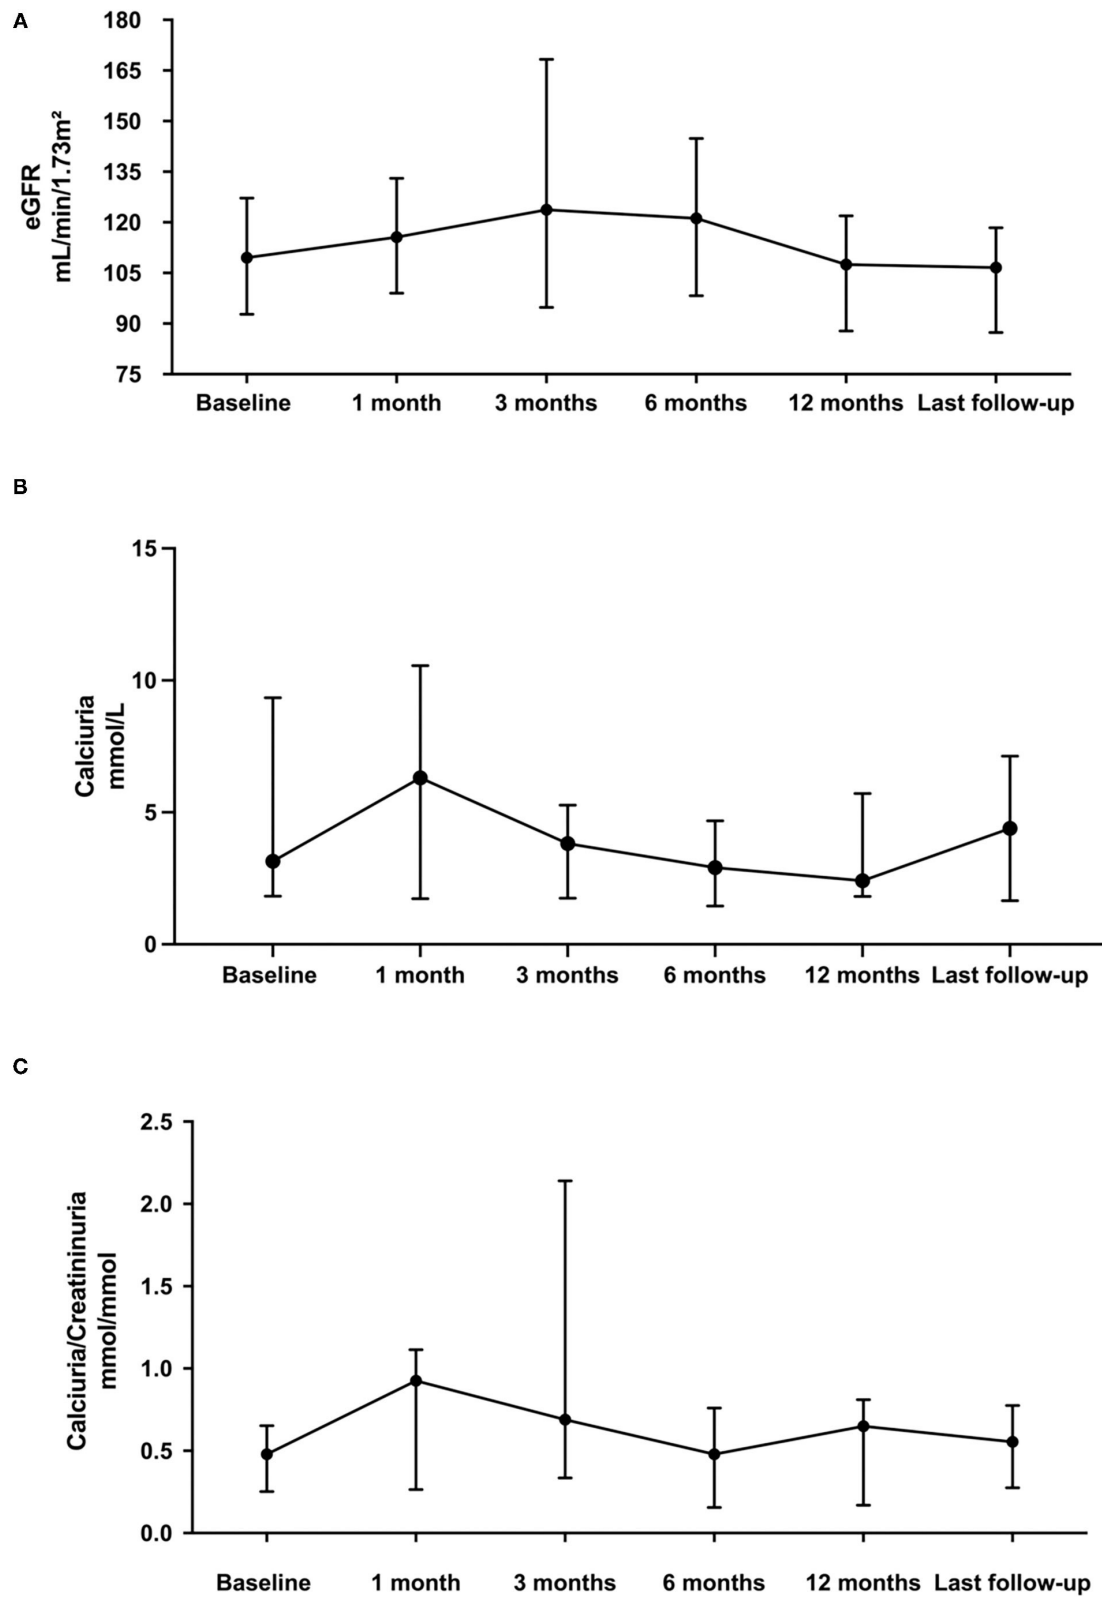 A
180
165
150
135
120
105
90
75
eGFR
mL/min/1.73m²
Baseline 1 month 3 months 6 months 12 months Last follow-up
B
15
10
5
0
Calciuria
mmol/L
Baseline 1 month 3 months 6 months 12 months Last follow-up
C
2.5
2.0
1.5
1.0
0.5
0.0
Calciuria/Creatininuria
mmol/mmol
Baseline 1 month 3 months 6 months 12 months Last follow-up